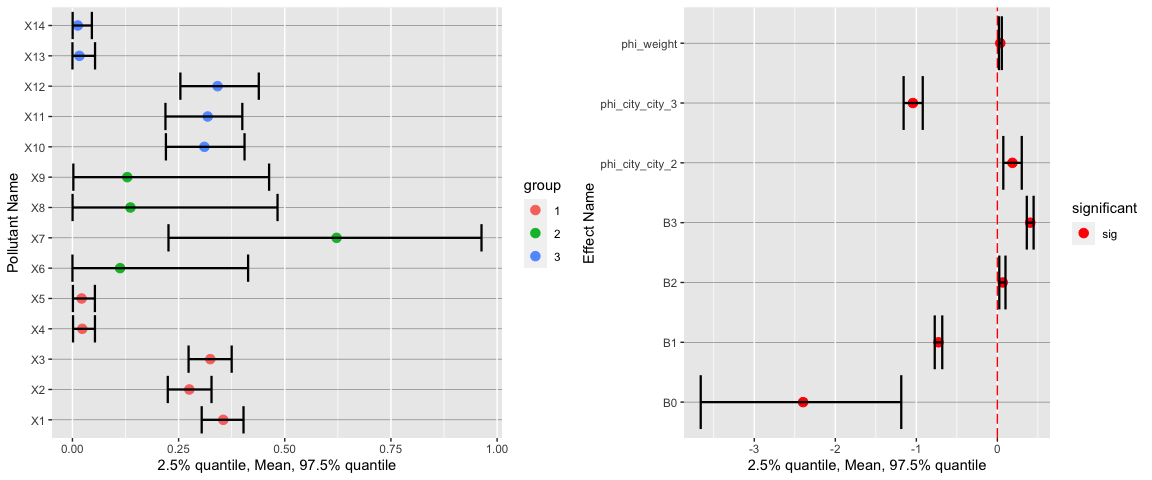 Pollutant Name
X14
X13
X12
X11
X10
X9
X8
X7
X6
X5
X4
X3
X2
X1
0.00 0.25 0.50 0.75 1.00
2.5% quantile, Mean, 97.5% quantile
group
1
2
3
Effect Name
phi_weight
phi_city_city_3
phi_city_city_2
B3
B2
B1
B0
-3 -2 -1 0
2.5% quantile, Mean, 97.5% quantile
significant
sig